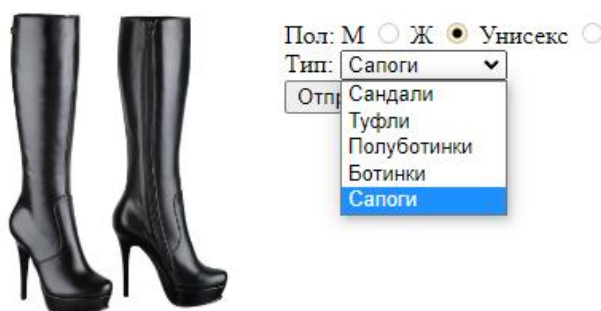 Пол: М Ж Унисекс
Тип: Сапоги
Отпр
Сандали
Туфли
Полуботинки
Ботинки
Сапоги